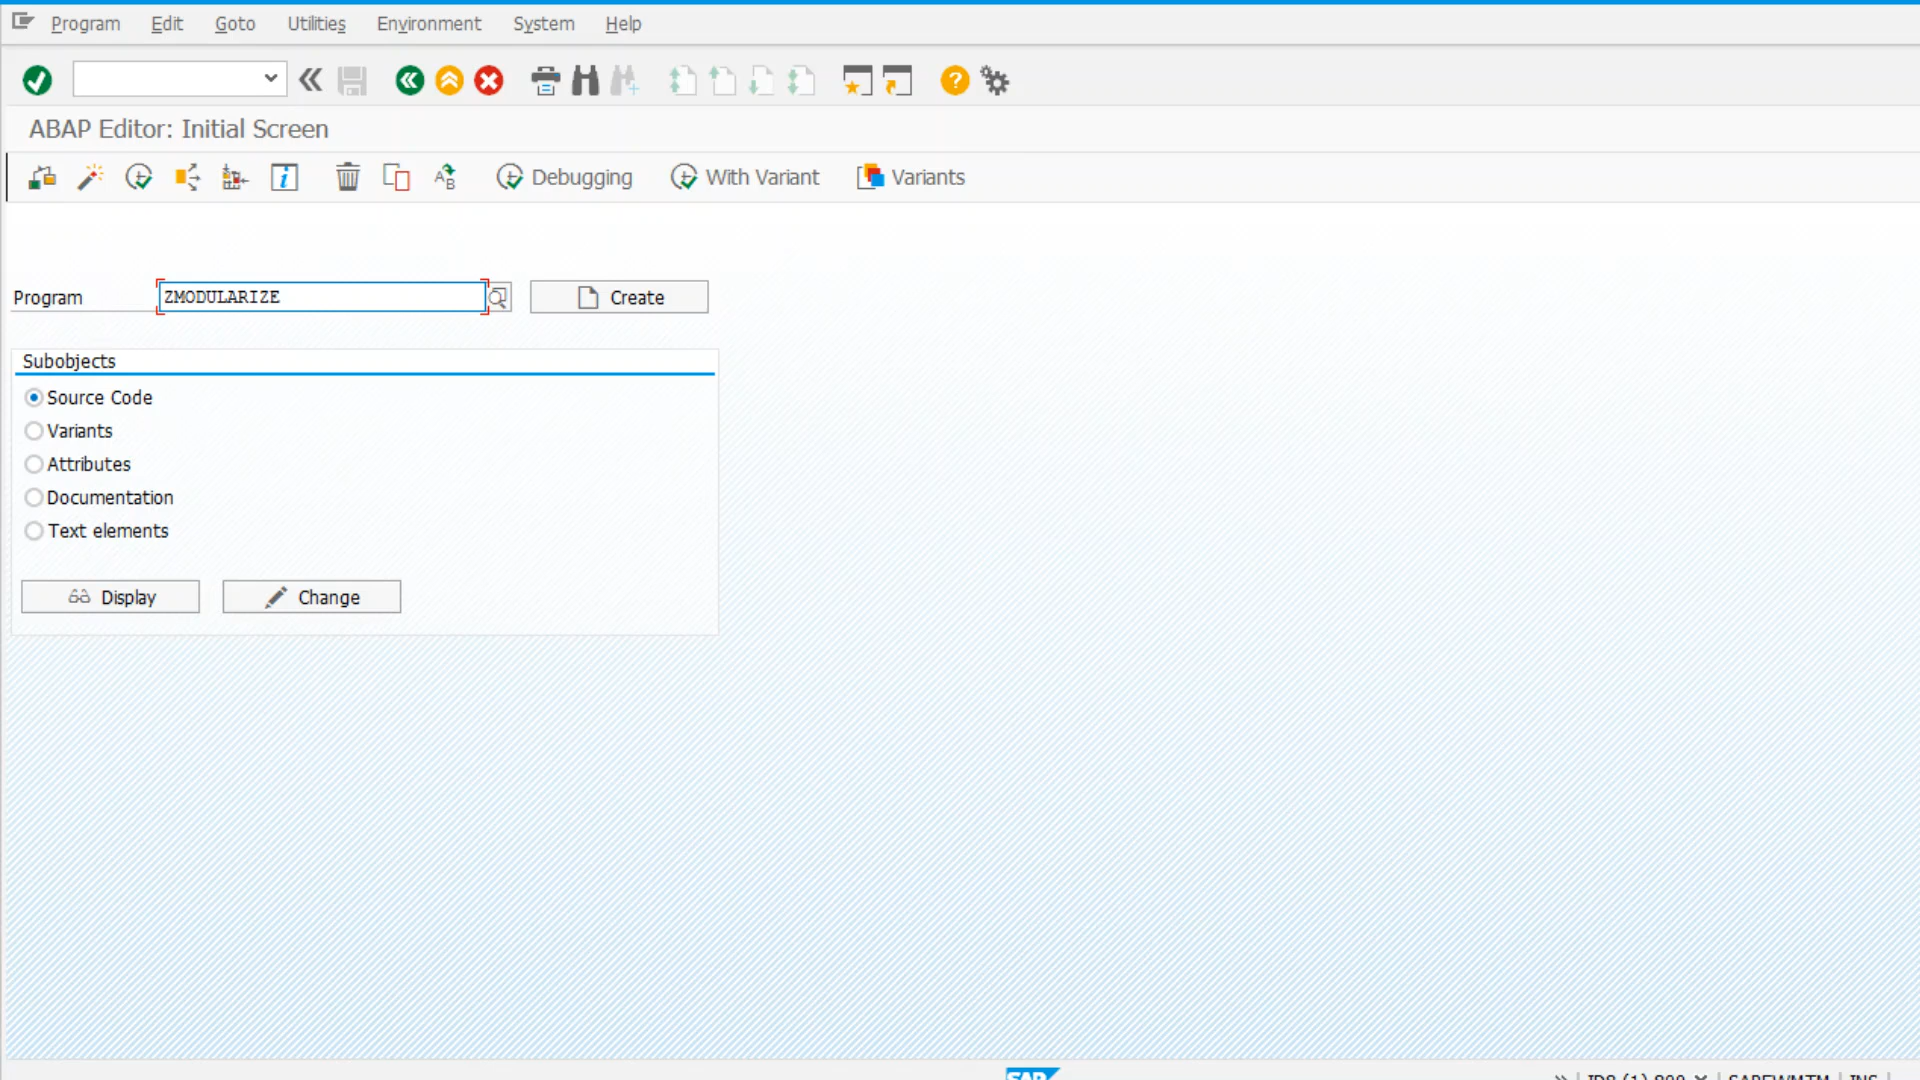 Program Edit Goto Utilities Environment System Help
ABAP Editor: Initial Screen
Debugging With Variant Variants
Program ZMODULARIZE Create
Subobjects
Source Code
Variants
Attributes
Documentation
Text elements
Display Change
SAP